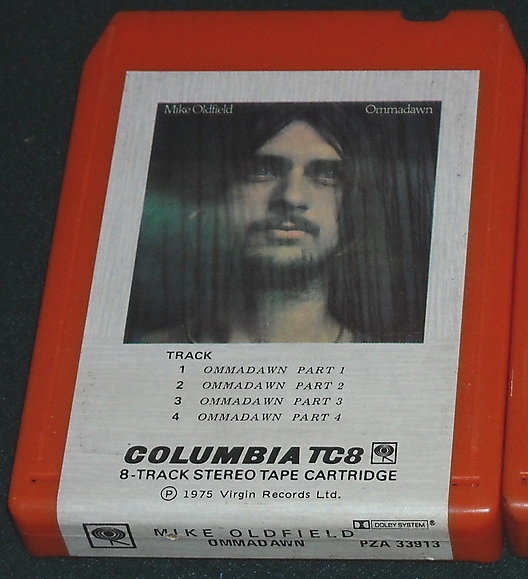 Mike Oldfield Ommadawn
TRACK
1 OMMADAWN PART 1
2 OMMADAWN PART 2
3 OMMADAWN PART 3
4 OMMADAWN PART 4
COLUMBIA TC8
8-TRACK STEREO TAPE CARTRIDGE
Ⓟ 1975 Virgin Records Ltd.
DOLBY SYSTEM®
MIKE OLDFIELD
OMMADAWN PZA 33913